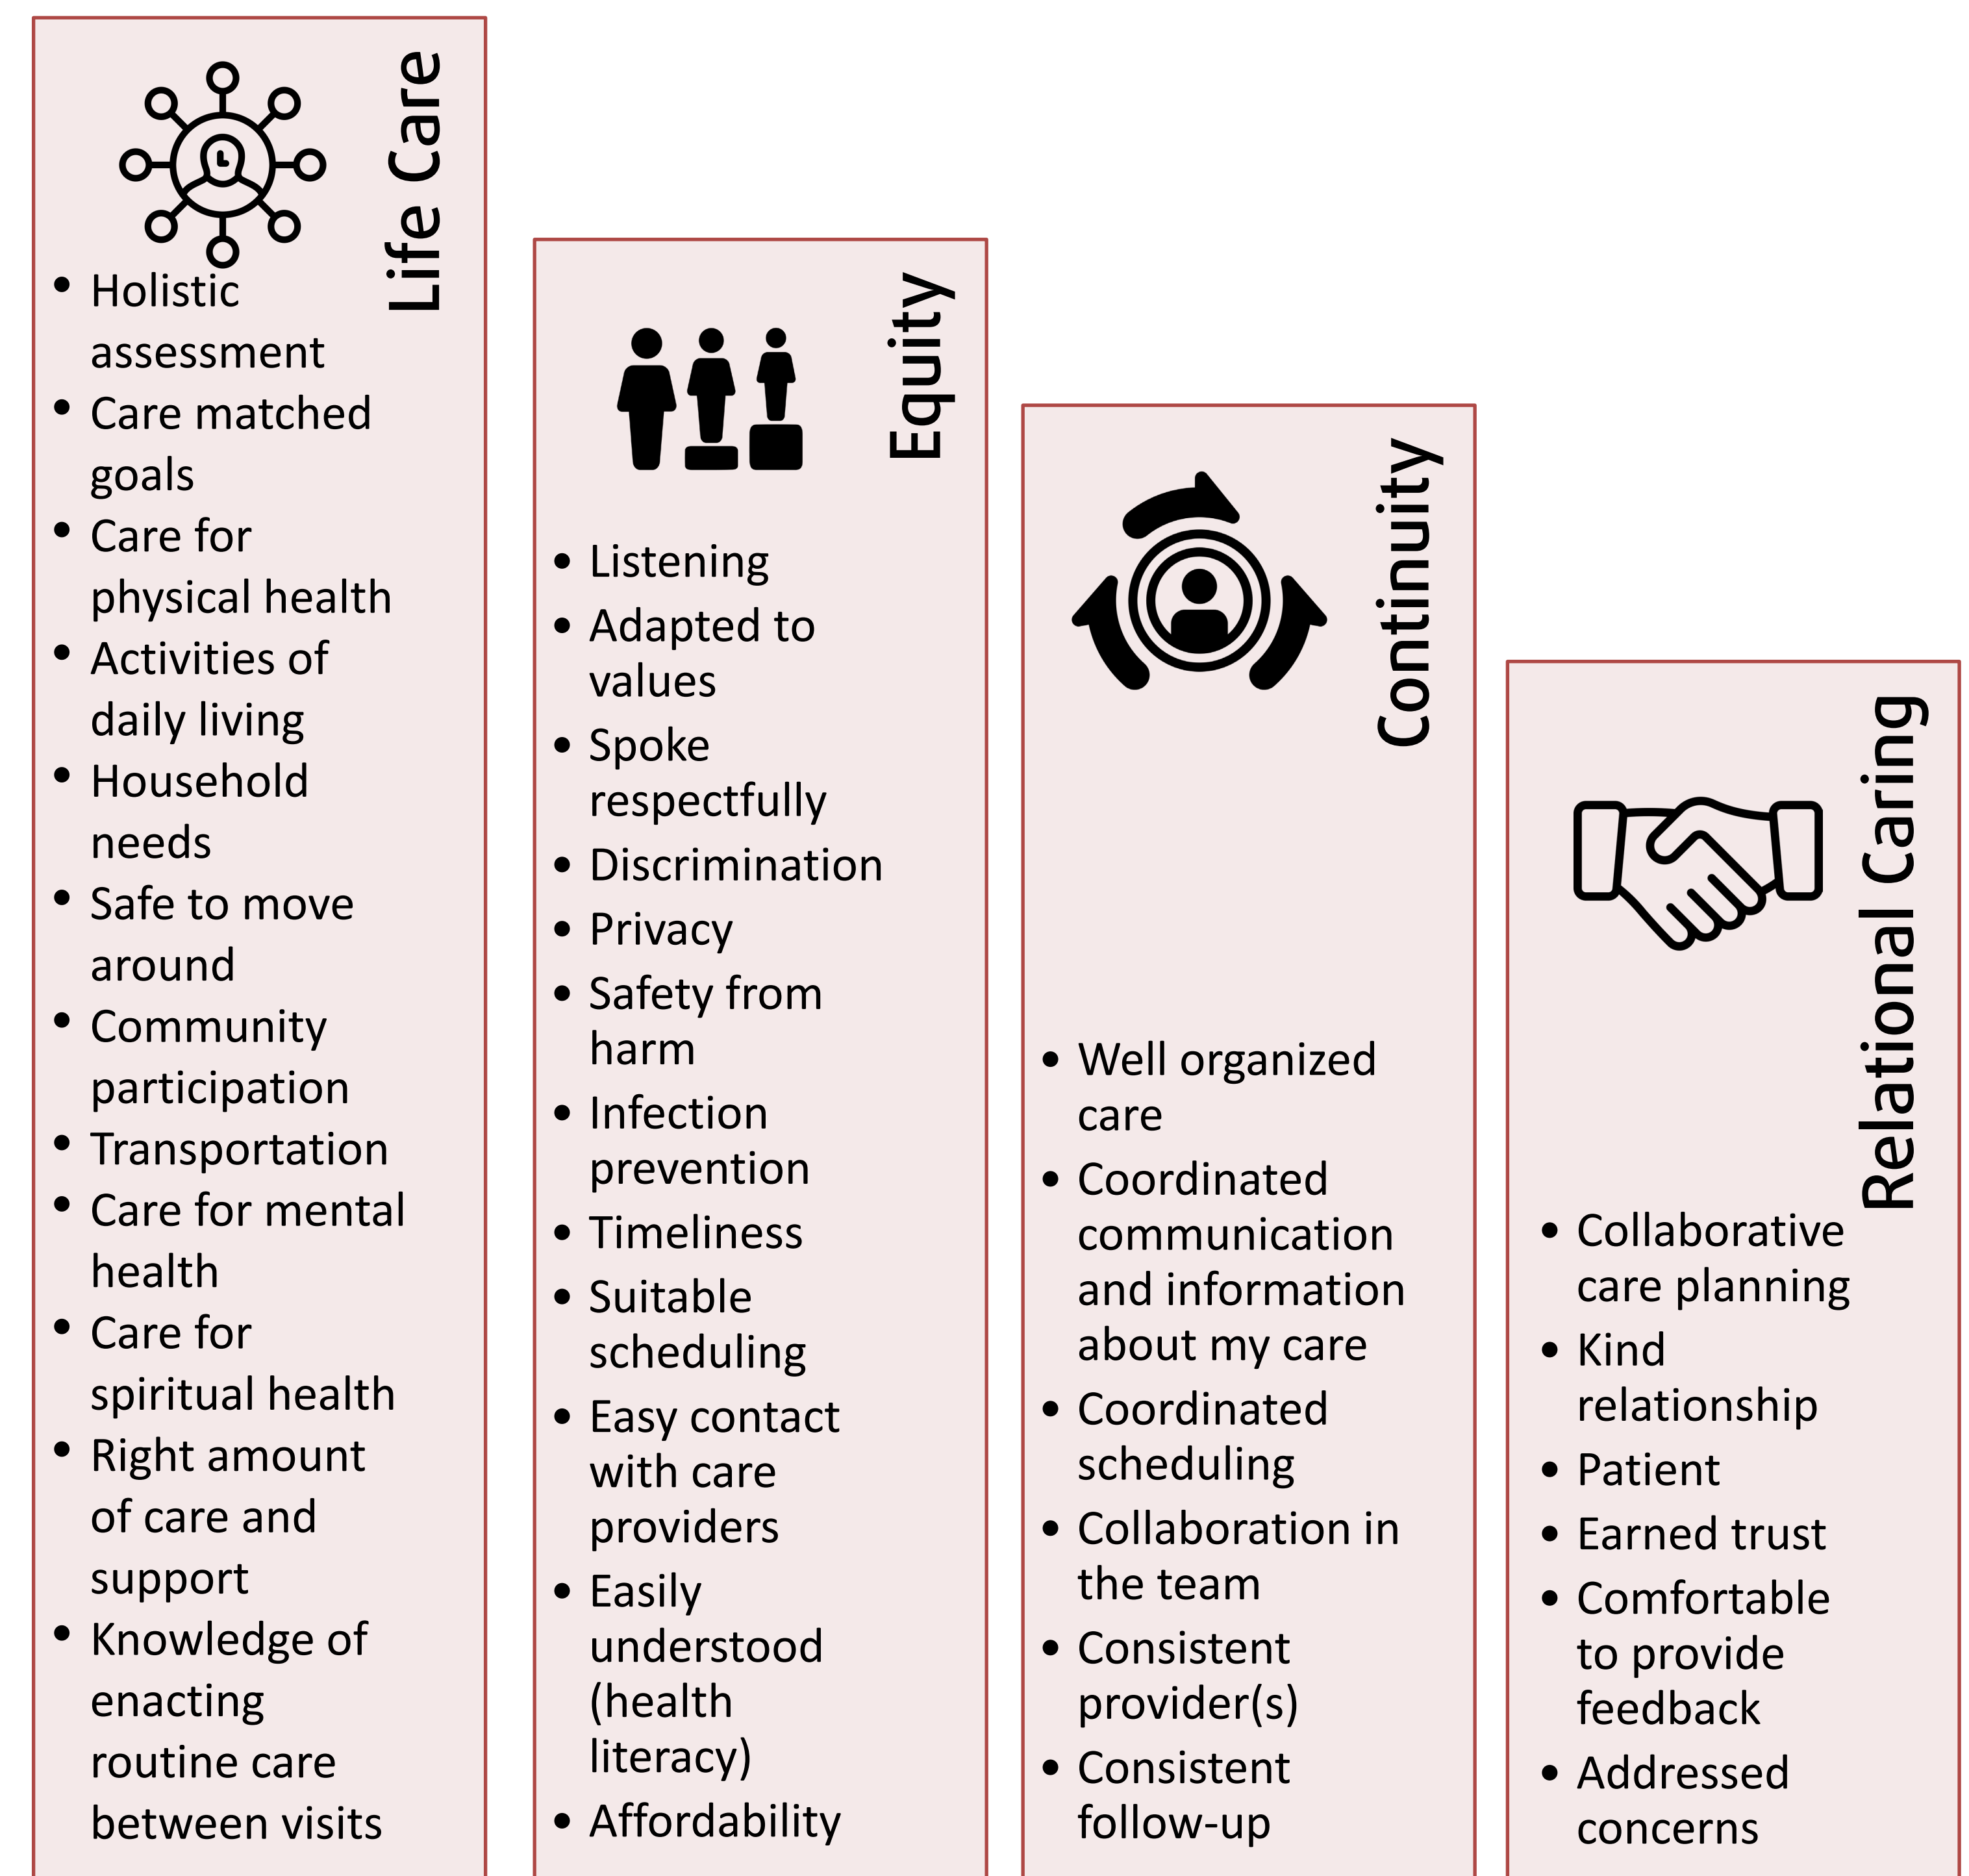 Life Care
• Holistic
assessment
• Care matched
goals
• Care for
physical health
• Activities of
daily living
• Household
needs
• Safe to move
around
• Community
participation
• Transportation
• Care for mental
health
• Care for
spiritual health
• Right amount
of care and
support
• Knowledge of
enacting
routine care
between visits
Equity
• Listening
• Adapted to
values
• Spoke
respectfully
• Discrimination
• Privacy
• Safety from
harm
• Infection
prevention
• Timeliness
• Suitable
scheduling
• Easy contact
with care
providers
• Easily
understood
(health
literacy)
• Affordability
Continuity
• Well organized
care
• Coordinated
communication
and information
about my care
• Coordinated
scheduling
• Collaboration in
the team
• Consistent
provider(s)
• Consistent
follow-up
Relational Caring
• Collaborative
care planning
• Kind
relationship
• Patient
• Earned trust
• Comfortable
to provide
feedback
• Addressed
concerns